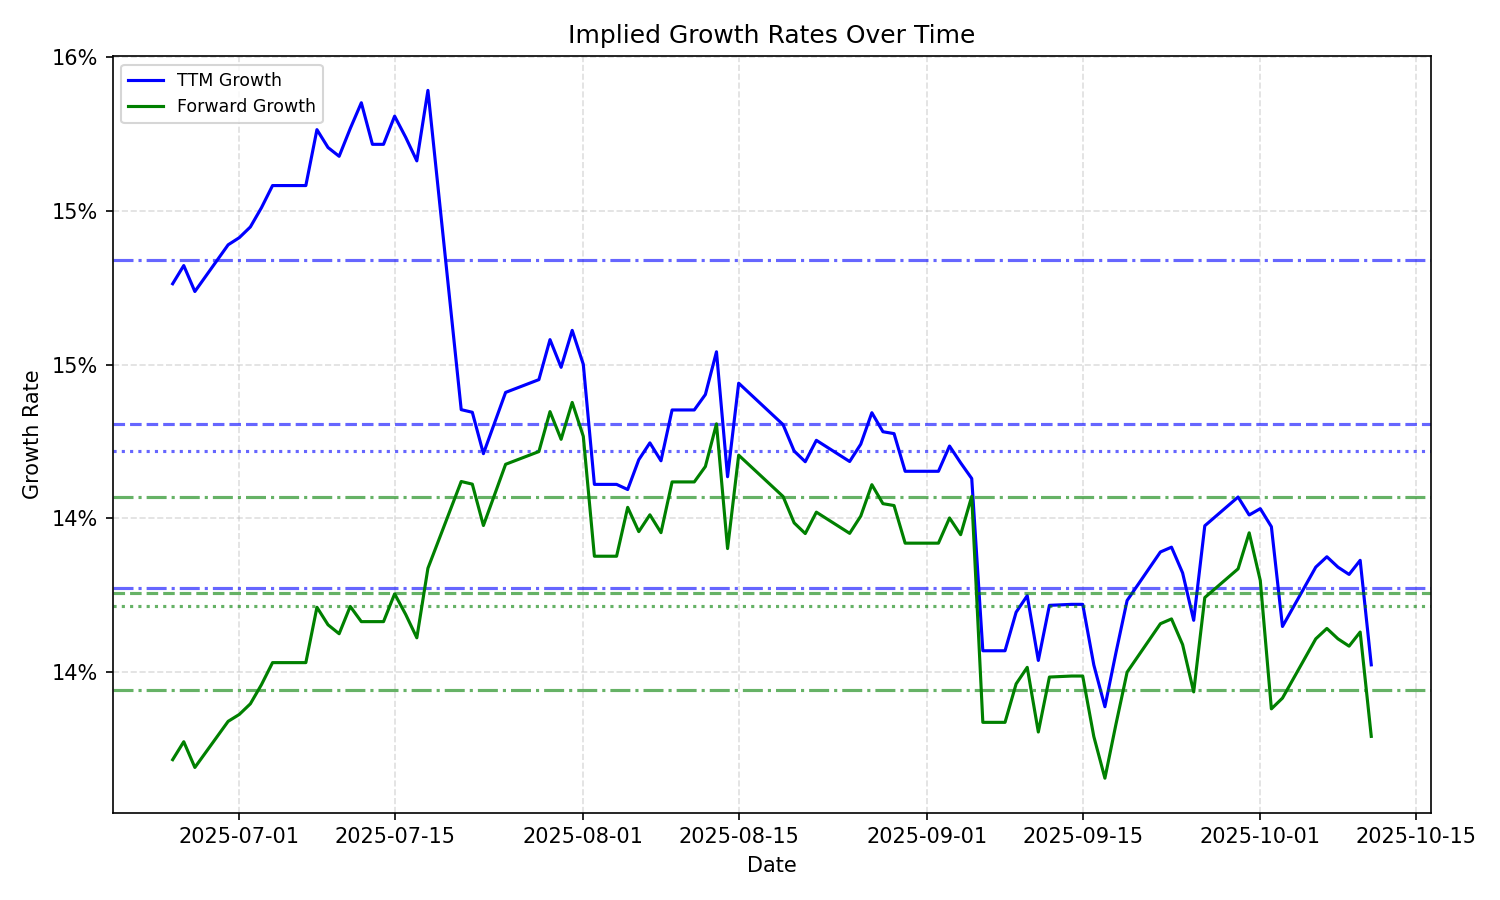 Implied Growth Rates Over Time
TTM Growth
Forward Growth
16%
15%
15%
14%
14%
Growth Rate
2025-07-01 2025-07-15 2025-08-01 2025-08-15 2025-09-01 2025-09-15 2025-10-01 2025-10-15
Date